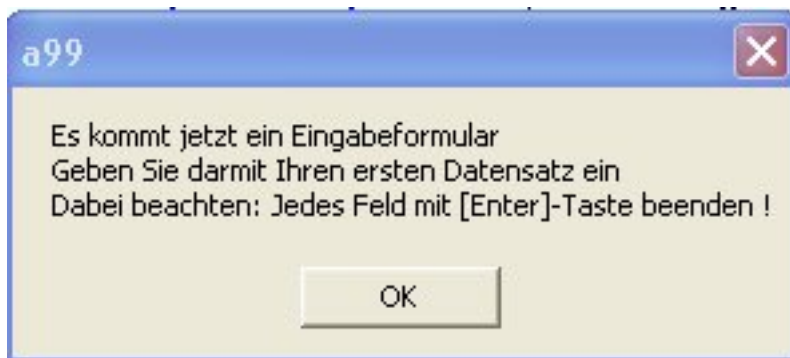 a99
Es kommt jetzt ein Eingabeformular
Geben Sie darmit Ihren ersten Datensatz ein
Dabei beachten: Jedes Feld mit [Enter]-Taste beenden !
OK